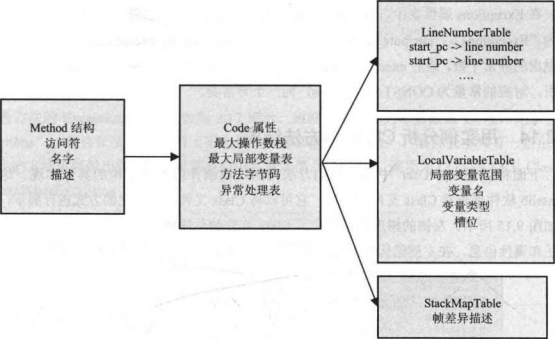 Method 结构
访问符
名字
描述
Code 属性
最大操作数栈
最大局部变量表
方法字节码
异常处理表
LineNumberTable
start_pc -> line number
start_pc -> line number
....
LocalVariableTable
局部变量范围
变量名
变量类型
槽位
StackMapTable
帧差异描述